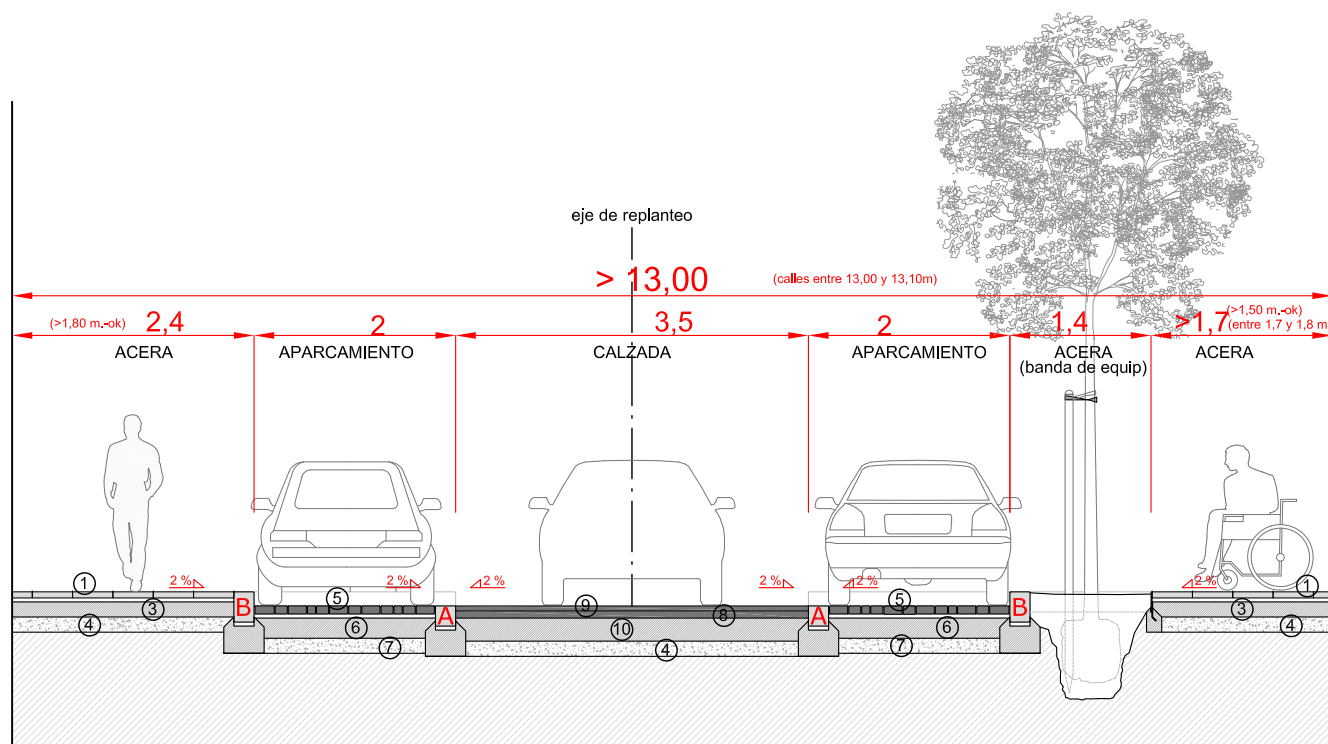 eje de replanteo
> 13,00
(calles entre 13,00 y 13,10m)
(>1,80 m.-ok)
2,4
2
3,5
2
1,4
>1,7
(>1,50 m.-ok)
(entre 1,7 y 1,8 m
ACERA
APARCAMIENTO
CALZADA
APARCAMIENTO
ACERA
(banda de equip)
ACERA
1
2 %
2 %
2 %
2 %
2 %
2 %
1
3
B
5
9
8
5
B
3
4
A
A
4
6
10
6
7
4
7